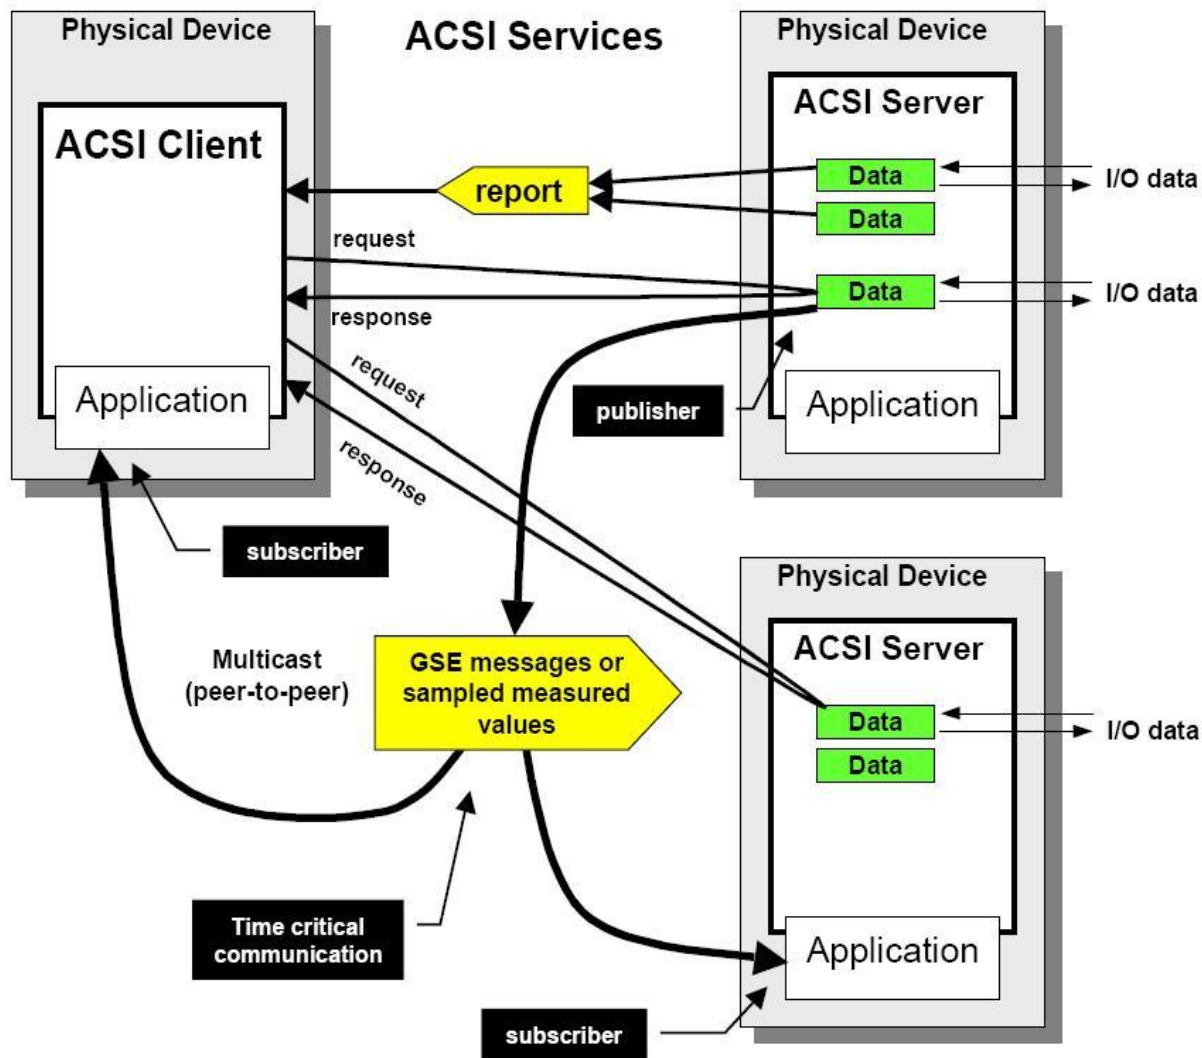 Physical Device
ACSI Services
Physical Device
ACSI Client
ACSI Server
report
Data
I/O data
Data
request
Data
I/O data
response
request
Application
publisher
Application
response
subscriber
Physical Device
ACSI Server
Multicast
(peer-to-peer)
GSE messages or
sampled measured
values
Data
I/O data
Data
Time critical
communication
Application
subscriber